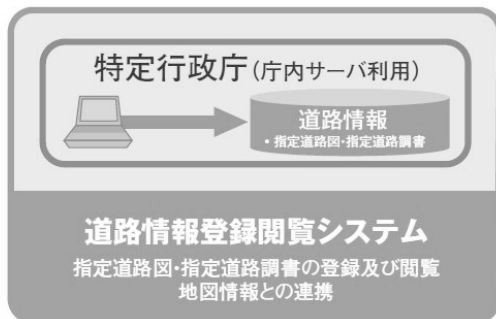 特定行政庁(庁内サーバ利用)
道路情報
・指定道路図・指定道路調書
道路情報登録閲覧システム
指定道路図・指定道路調書の登録及び閲覧
地図情報との連携